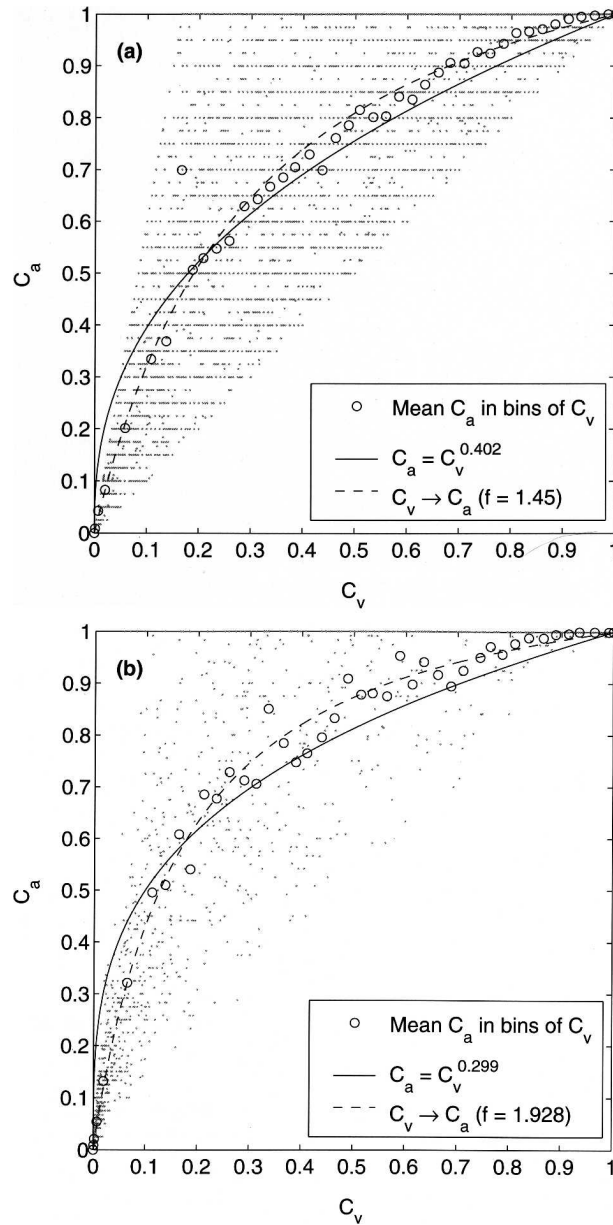 (a)
1
0.9
0.8
0.7
0.6
0.5
0.4
0.3
0.2
0.1
0
C_a
0 0.1 0.2 0.3 0.4 0.5 0.6 0.7 0.8 0.9 1
C_v
Mean C_a in bins of C_v
C_a = C_v^0.402
C_v → C_a (f = 1.45)
(b)
1
0.9
0.8
0.7
0.6
0.5
0.4
0.3
0.2
0.1
0
C_a
0 0.1 0.2 0.3 0.4 0.5 0.6 0.7 0.8 0.9 1
C_v
Mean C_a in bins of C_v
C_a = C_v^0.299
C_v → C_a (f = 1.928)